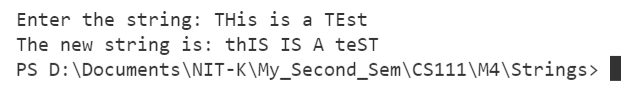 Enter the string: THis is a TEst
The new string is: thIS IS A teST
PS D:\Documents\NIT-K\My_Second_Sem\CS111\M4\Strings>